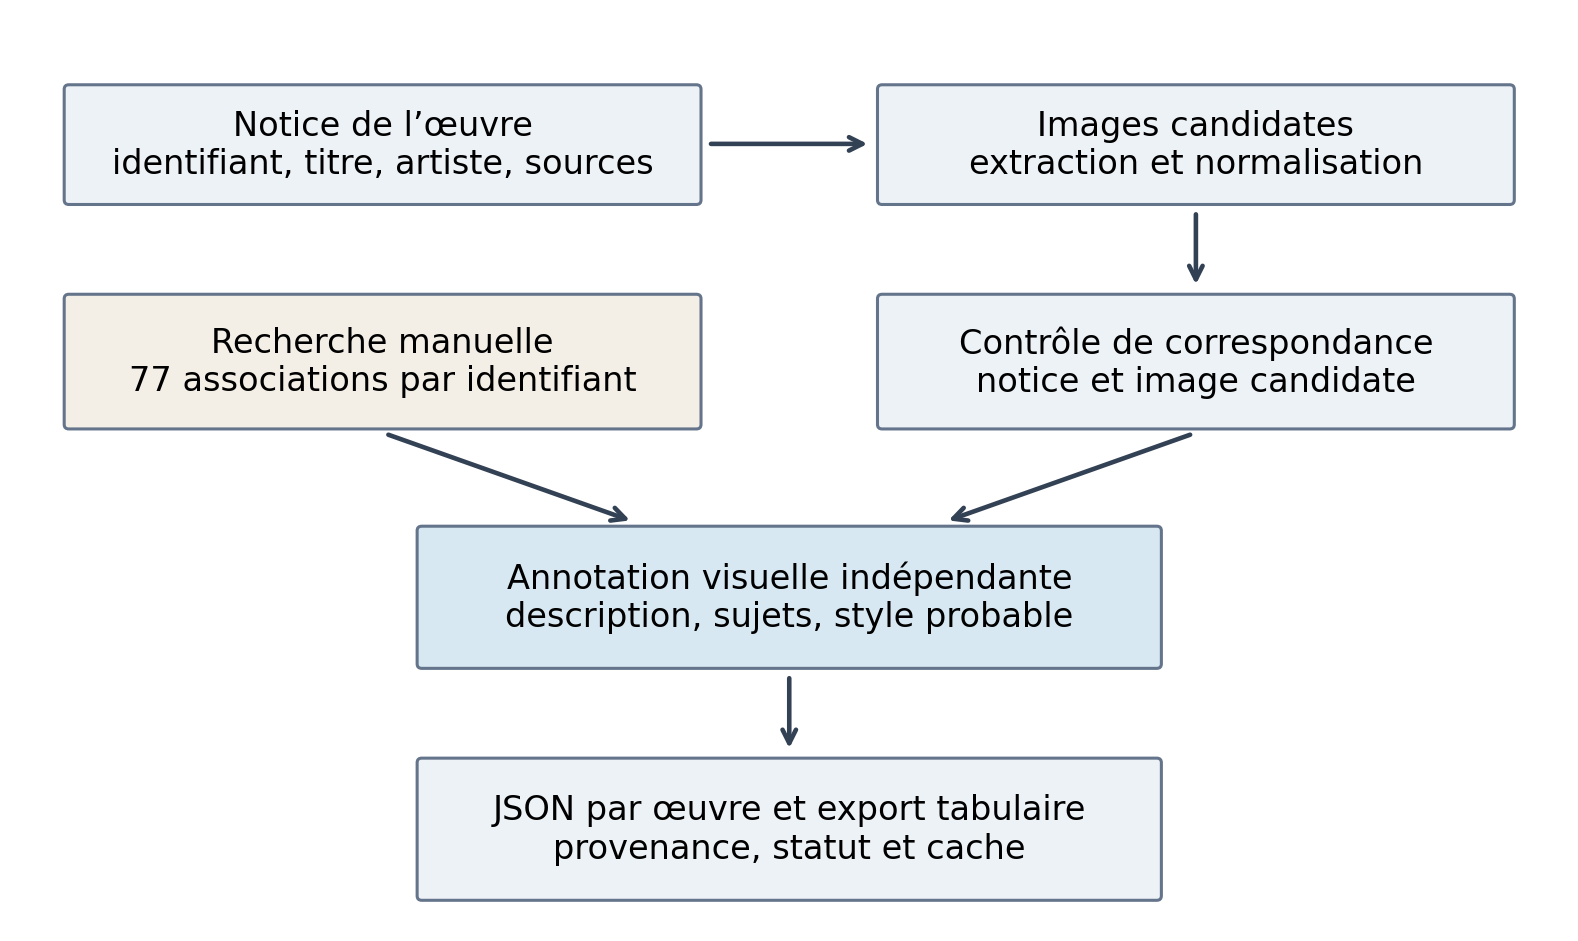 Notice de l’œuvre
identifiant, titre, artiste, sources
Images candidates
extraction et normalisation
Recherche manuelle
77 associations par identifiant
Contrôle de correspondance
notice et image candidate
Annotation visuelle indépendante
description, sujets, style probable
JSON par œuvre et export tabulaire
provenance, statut et cache